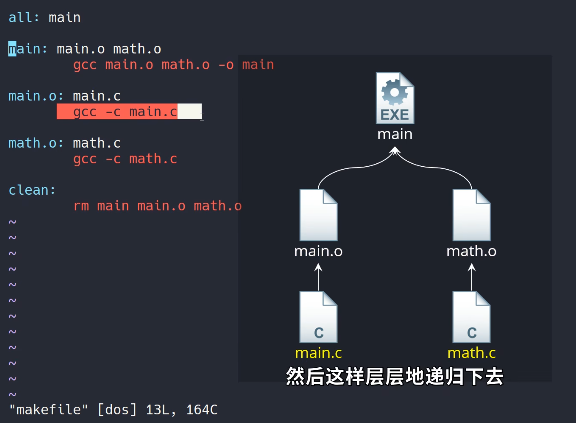 all: main
main: main.o math.o
gcc main.o math.o -o main
main.o: main.c
gcc -c main.c
math.o: math.c
gcc -c math.c
clean:
rm main main.o math.o
~
~
~
~
~
~
~
~
~
~
~
~
"makefile" [dos] 13L, 164C
EXE
main
main.o
math.o
C
C
main.c
math.c
然后这样层层地递归下去